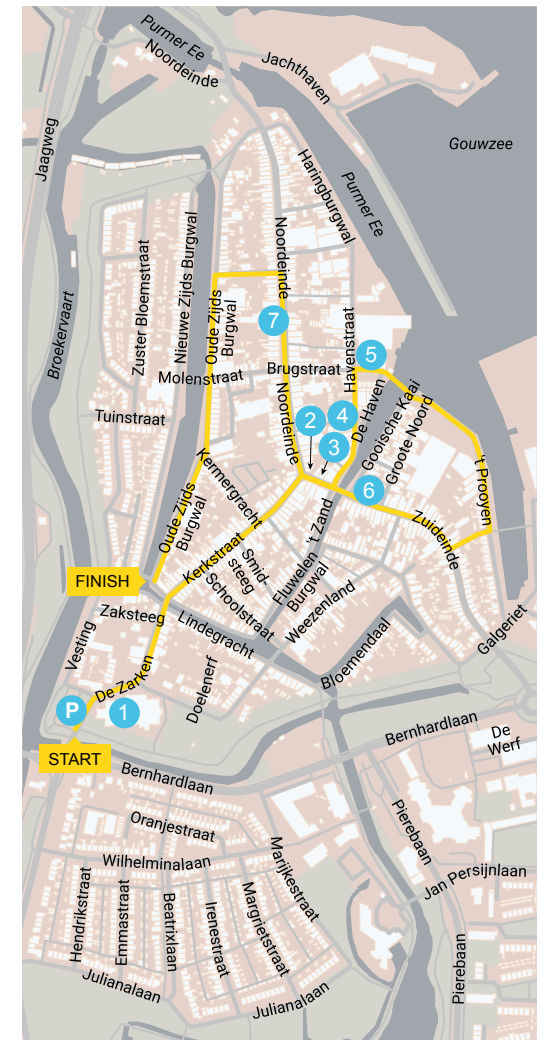 Purmer Ee
Noordeinde
Jachthaven
Jaagweg
Gouwzee
Haringburgwal
Purmer Ee
Zuster Bloemstraat
Nieuwe Zijds Burgwal
Noordeinde
Broekervaart
Oude Zijds
Burgwal
7
Havenstraat
5
Molenstraat
Brugstraat
De Haven
Gooische Kaai
Groote Noord
Tuinstraat
Noordeinde
2
4
3
6
Kermergracht
't Prooyen
Oude Zijds
Burgwal
't Zand
Zuideinde
Kerkstraat
Smid
steeg
FINISH
Schoolstraat
Fluwelen
Burgwal
Weezenland
Zaksteeg
Lindegracht
Vesting
Bloemendaal
Galgeriet
De Zarken
Doelenerf
P
1
START
Bernhardlaan
De
Werf
Bernhardlaan
Oranjestraat
Pierebaan
Wilhelminalaan
Marijkestraat
Jan Persijnlaan
Hendrikstraat
Emmastraat
Beatrixlaan
Irenestraat
Margrietstraat
Julianalaan
Julianalaan
Pierebaan